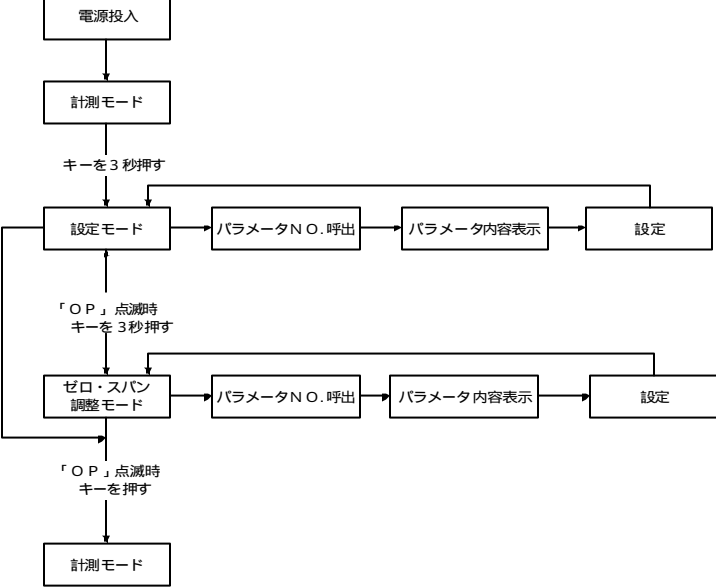 電源投入
計測モード
キーを３秒押す
設定モード
パラメータＮＯ.呼出
パラメータ内容表示
設定
「ＯＰ」点滅時
キーを３秒押す
ゼロ・スパン
調整モード
パラメータＮＯ.呼出
パラメータ内容表示
設定
「ＯＰ」点滅時
キーを押す
計測モード